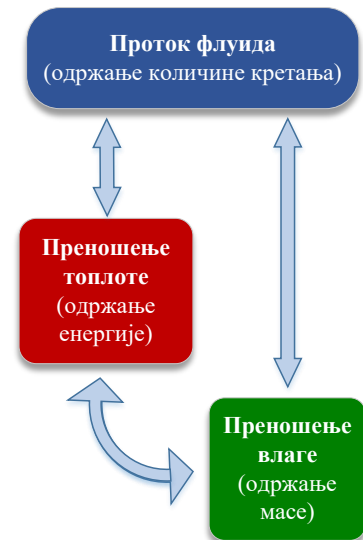 Проток флуида
(одржање количине кретања)
Преношење
топлоте
(одржање
енергије)
Преношење
влаге
(одржање
масе)